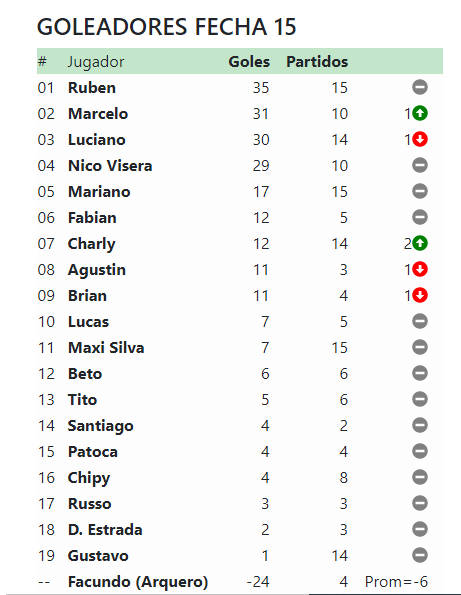 GOLEADORES FECHA 15
# Jugador Goles Partidos
01 Ruben 35 15
02 Marcelo 31 10 1
03 Luciano 30 14 1
04 Nico Visera 29 10
05 Mariano 17 15
06 Fabian 12 5
07 Charly 12 14 2
08 Agustin 11 3 1
09 Brian 11 4 1
10 Lucas 7 5
11 Maxi Silva 7 15
12 Beto 6 6
13 Tito 5 6
14 Santiago 4 2
15 Patoca 4 4
16 Chipy 4 8
17 Russo 3 3
18 D. Estrada 2 3
19 Gustavo 1 14
-- Facundo (Arquero) -24 4 Prom=-6